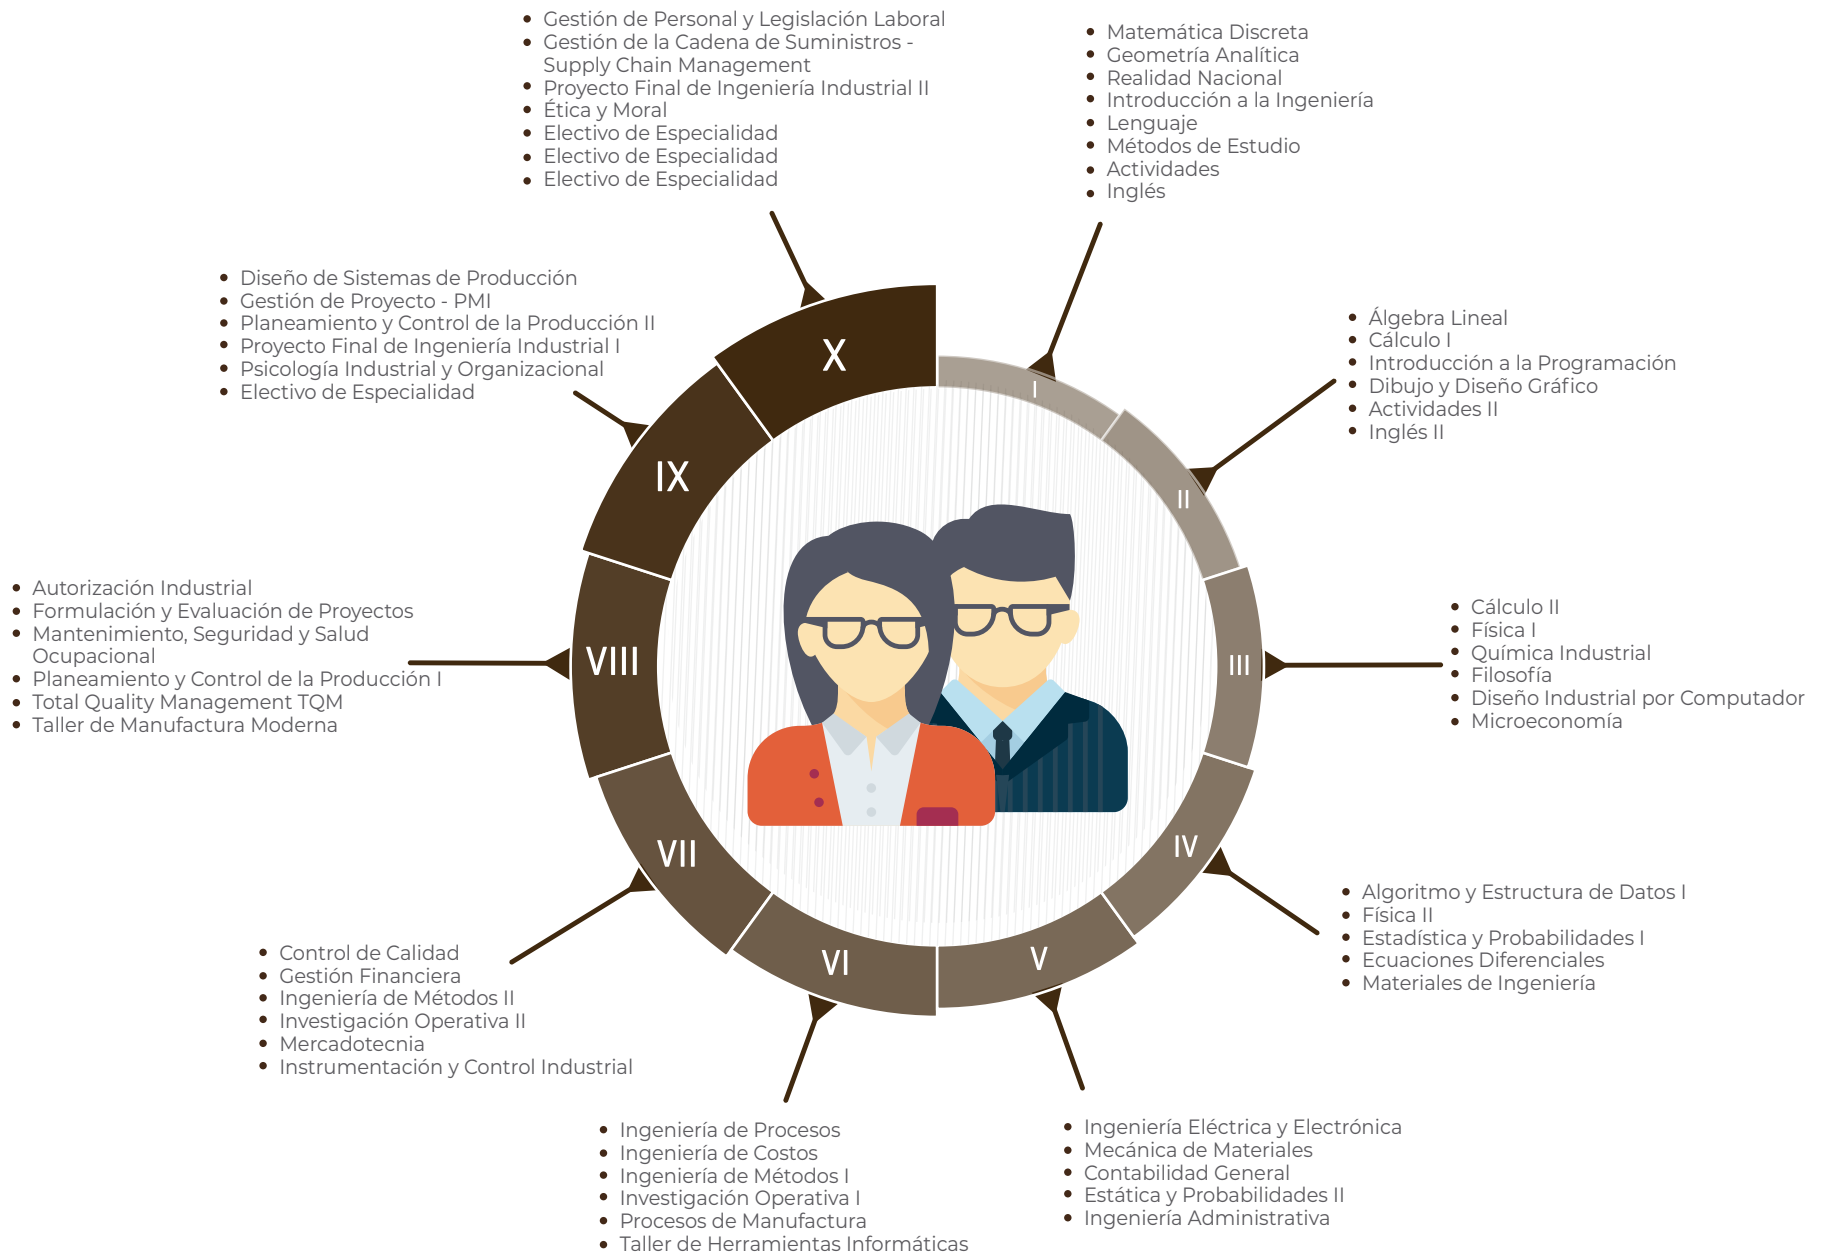 Gestión de Personal y Legislación Laboral
Gestión de la Cadena de Suministros -
Supply Chain Management
Proyecto Final de Ingeniería Industrial II
Ética y Moral
Electivo de Especialidad
Electivo de Especialidad
Electivo de Especialidad
X
Matemática Discreta
Geometría Analítica
Realidad Nacional
Introducción a la Ingeniería
Lenguaje
Métodos de Estudio
Actividades
Inglés
I
Álgebra Lineal
Cálculo I
Introducción a la Programación
Dibujo y Diseño Gráfico
Actividades II
Inglés II
II
Cálculo II
Física I
Química Industrial
Filosofía
Diseño Industrial por Computador
Microeconomía
III
Algoritmo y Estructura de Datos I
Física II
Estadística y Probabilidades I
Ecuaciones Diferenciales
Materiales de Ingeniería
IV
Ingeniería Eléctrica y Electrónica
Mecánica de Materiales
Contabilidad General
Estática y Probabilidades II
Ingeniería Administrativa
V
Ingeniería de Procesos
Ingeniería de Costos
Ingeniería de Métodos I
Investigación Operativa I
Procesos de Manufactura
Taller de Herramientas Informáticas
VI
Control de Calidad
Gestión Financiera
Ingeniería de Métodos II
Investigación Operativa II
Mercadotecnia
Instrumentación y Control Industrial
VII
Autorización Industrial
Formulación y Evaluación de Proyectos
Mantenimiento, Seguridad y Salud
Ocupacional
Planeamiento y Control de la Producción I
Total Quality Management TQM
Taller de Manufactura Moderna
VIII
Diseño de Sistemas de Producción
Gestión de Proyecto - PMI
Planeamiento y Control de la Producción II
Proyecto Final de Ingeniería Industrial I
Psicología Industrial y Organizacional
Electivo de Especialidad
IX